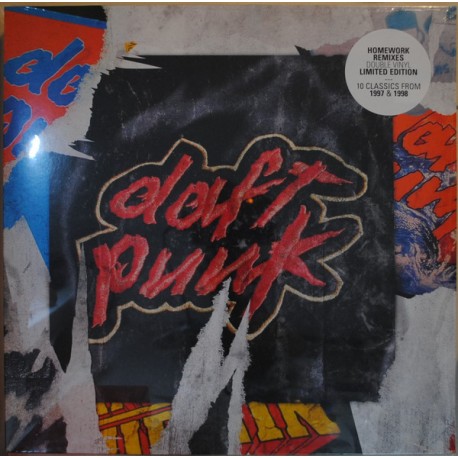 HOMEWORK
REMIXES
DOUBLE VINYL
LIMITED EDITION
10 CLASSICS FROM
1997 & 1998
daft
punk